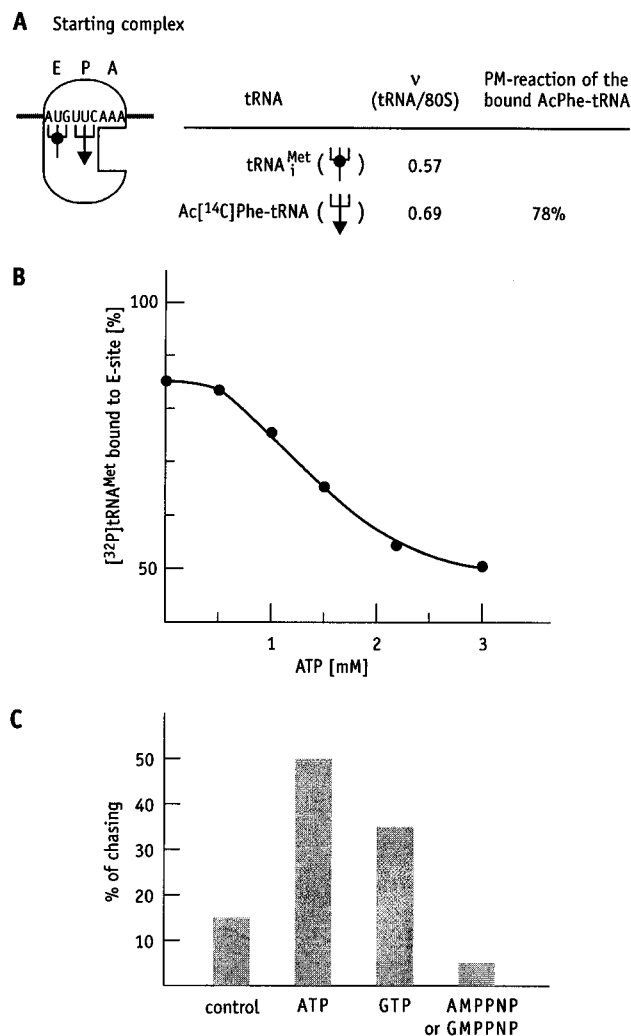 A Starting complex
E P A
AUGUUCAAA
tRNA
ν
(tRNA/80S)
PM-reaction of the
bound AcPhe-tRNA
tRNA i Met ( ) 0.57
Ac[¹⁴C]Phe-tRNA ( ) 0.69 78%
B
[³²P]tRNA^Met bound to E-site [%]
100
50
1 2 3
ATP [mM]
C
% of chasing
50
40
30
20
10
control ATP GTP AMPPNP
or GMPPNP